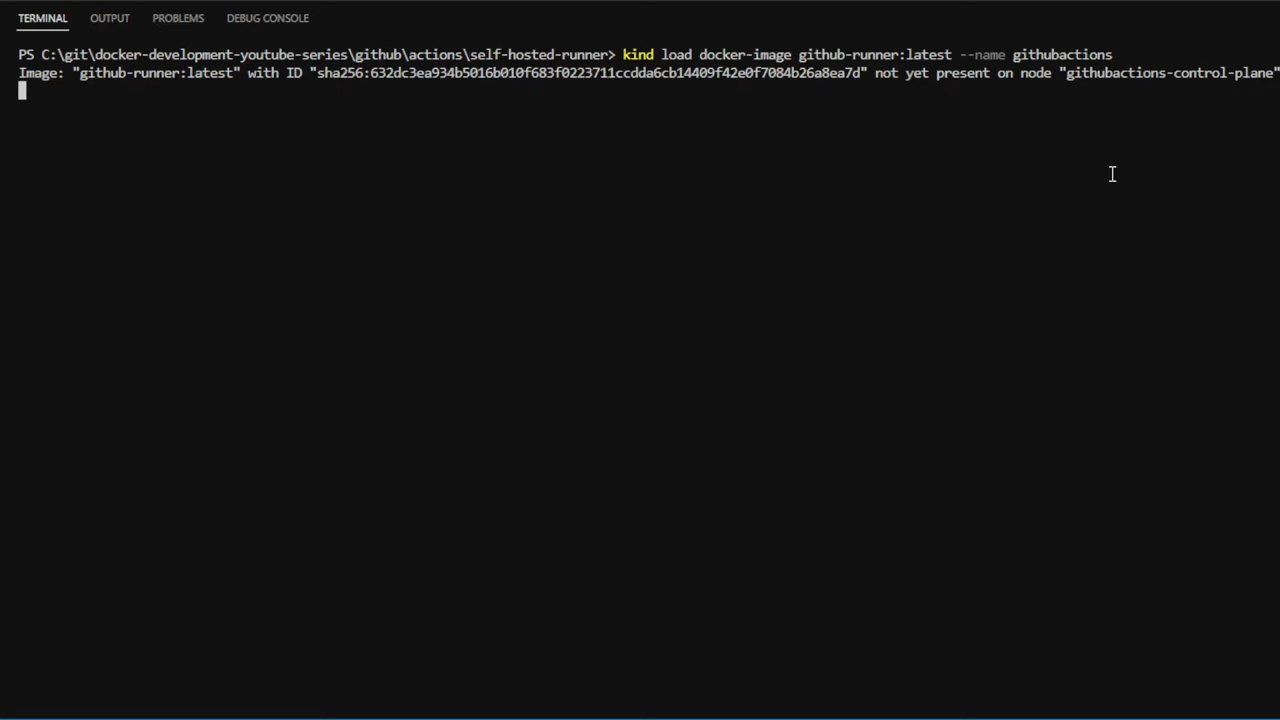 TERMINAL OUTPUT PROBLEMS DEBUG CONSOLE
PS C:\git\docker-development-youtube-series\github\actions\self-hosted-runner> kind load docker-image github-runner:latest --name githubactions
Image: "github-runner:latest" with ID "sha256:632dc3ea934b5016b010f683f0223711ccdda6cb14409f42e0f7084b26a8ea7d" not yet present on node "githubactions-control-plane"